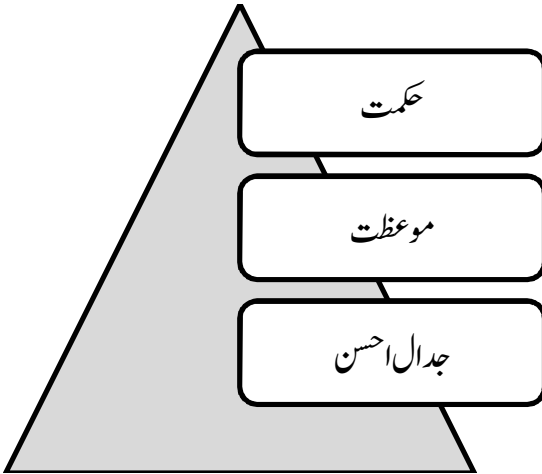 حکمت
موعظت
جدال احسن